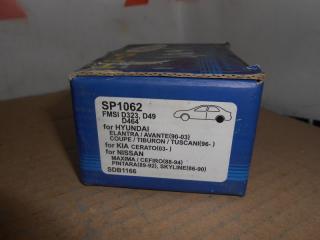 SP1062
FMSI D323, D49
D464
for HYUNDAI
ELANTRA / AVANTE(96-03)
COUPE / TIBURON / TUSCANI(96- )
for KIA CERATO(03- )
for NISSAN
MAXIMA / CEFIRO(88-94)
PINTARA(89-92), SKYLINE(86-90)
SDB1166